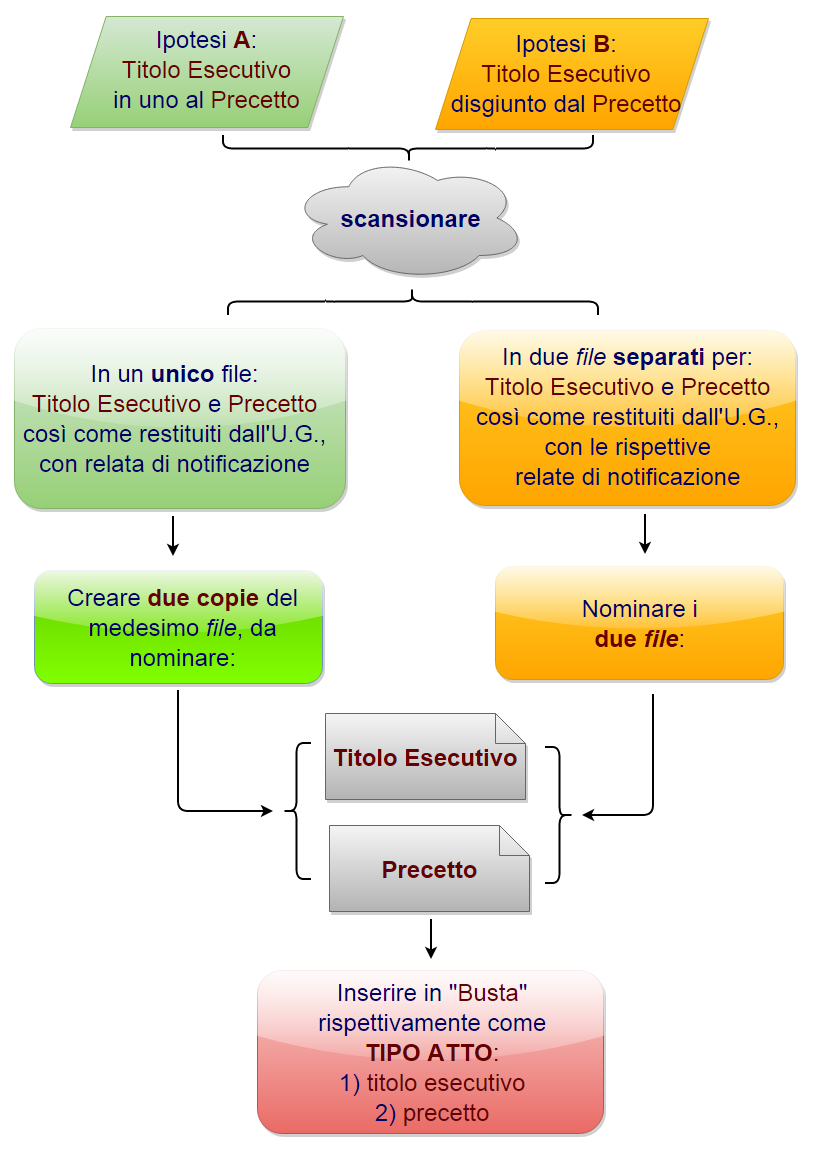 Ipotesi A:
Titolo Esecutivo
in uno al Precetto
Ipotesi B:
Titolo Esecutivo
disgiunto dal Precetto
scansionare
In un unico file:
Titolo Esecutivo e Precetto
così come restituiti dall'U.G.,
con relata di notificazione
In due file separati per:
Titolo Esecutivo e Precetto
così come restituiti dall'U.G.,
con le rispettive
relate di notificazione
Creare due copie del
medesimo file, da
nominare:
Nominare i
due file:
Titolo Esecutivo
Precetto
Inserire in "Busta"
rispettivamente come
TIPO ATTO:
1) titolo esecutivo
2) precetto